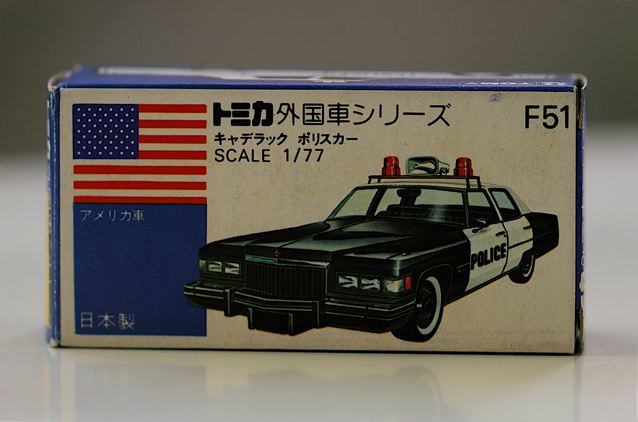 トミカ外国車シリーズ F51
キャデラック ポリスカー
SCALE 1/77
アメリカ車
POLICE
日本製